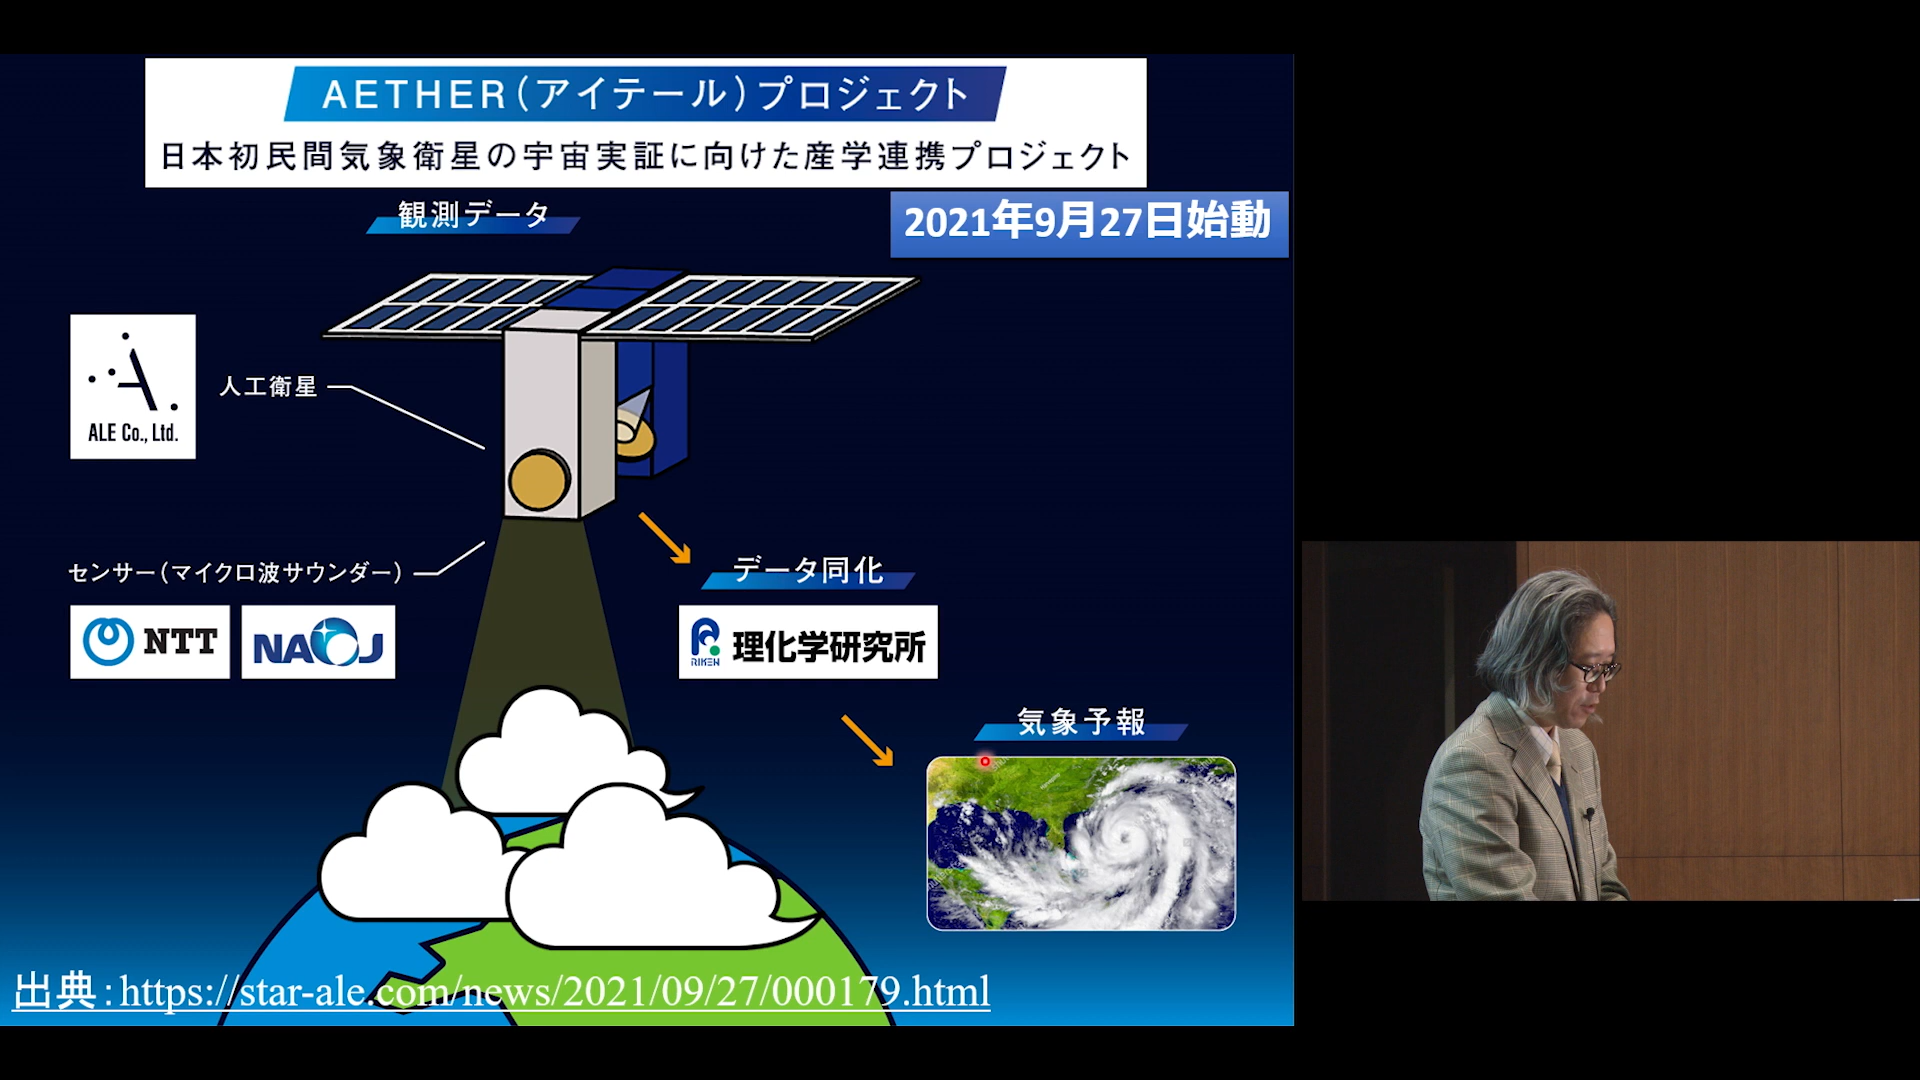 AETHER(アイテール)プロジェクト
日本初民間気象衛星の宇宙実証に向けた産学連携プロジェクト
観測データ
2021年9月27日始動
ALE Co., Ltd.
人工衛星
センサー(マイクロ波サウンダー)
NTT
NAOJ
データ同化
RIKEN
理化学研究所
気象予報
出典:https://star-ale.com/news/2021/09/27/000179.html